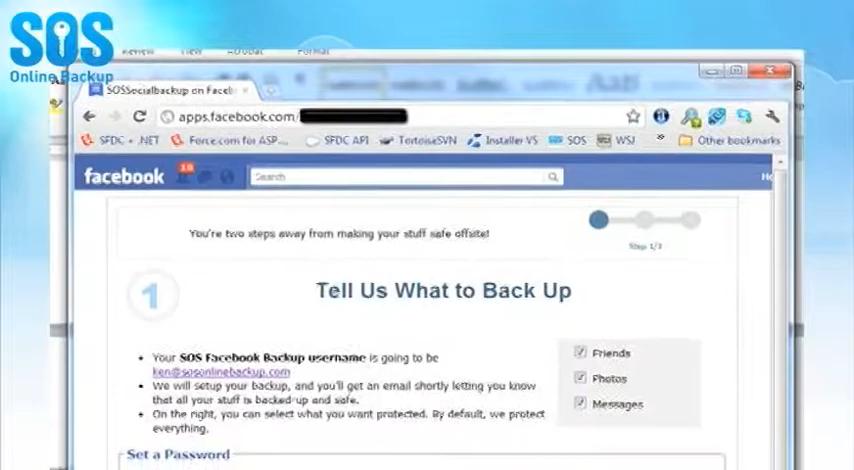 SOS
Online Backup
Review View Acrobat Format
SOSSocialbackup on Faceb
apps.facebook.com/
SFDC + .NET Force.com for ASP... SFDC API TortoiseSVN Installer VS SOS WSJ » Other bookmarks
facebook 18 Search
You're two steps away from making your stuff safe offsite!
Step 1/3
1 Tell Us What to Back Up
• Your SOS Facebook Backup username is going to be
ken@sosonlinebackup.com
• We will setup your backup, and you'll get an email shortly letting you know
that all your stuff is backed up and safe.
• On the right, you can select what you want protected. By default, we protect
everything.
Friends
Photos
Messages
Set a Password